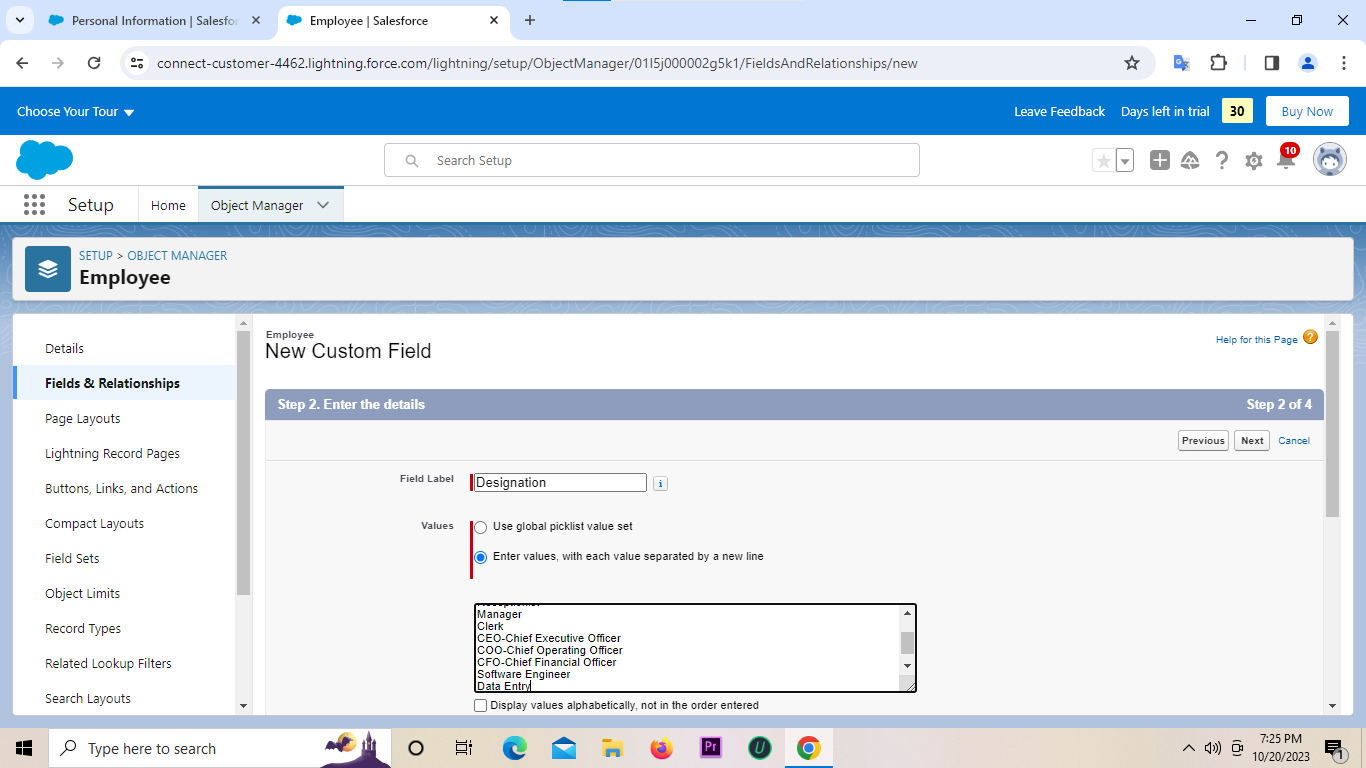 Personal Information | Salesfor
Employee | Salesforce
connect-customer-4462.lightning.force.com/lightning/setup/ObjectManager/01I5j000002g5k1/FieldsAndRelationships/new
Choose Your Tour
Leave Feedback
Days left in trial
30
Buy Now
Search Setup
10
Setup
Home
Object Manager
SETUP > OBJECT MANAGER
Employee
Details
Fields & Relationships
Page Layouts
Lightning Record Pages
Buttons, Links, and Actions
Compact Layouts
Field Sets
Object Limits
Record Types
Related Lookup Filters
Search Layouts
Employee
New Custom Field
Help for this Page
Step 2. Enter the details
Step 2 of 4
Previous
Next
Cancel
Field Label
Designation
i
Values
Use global picklist value set
Enter values, with each value separated by a new line
Manager
Clerk
CEO-Chief Executive Officer
COO-Chief Operating Officer
CFO-Chief Financial Officer
Software Engineer
Data Entry
Display values alphabetically, not in the order entered
Type here to search
Pr
U
7:25 PM
10/20/2023
1